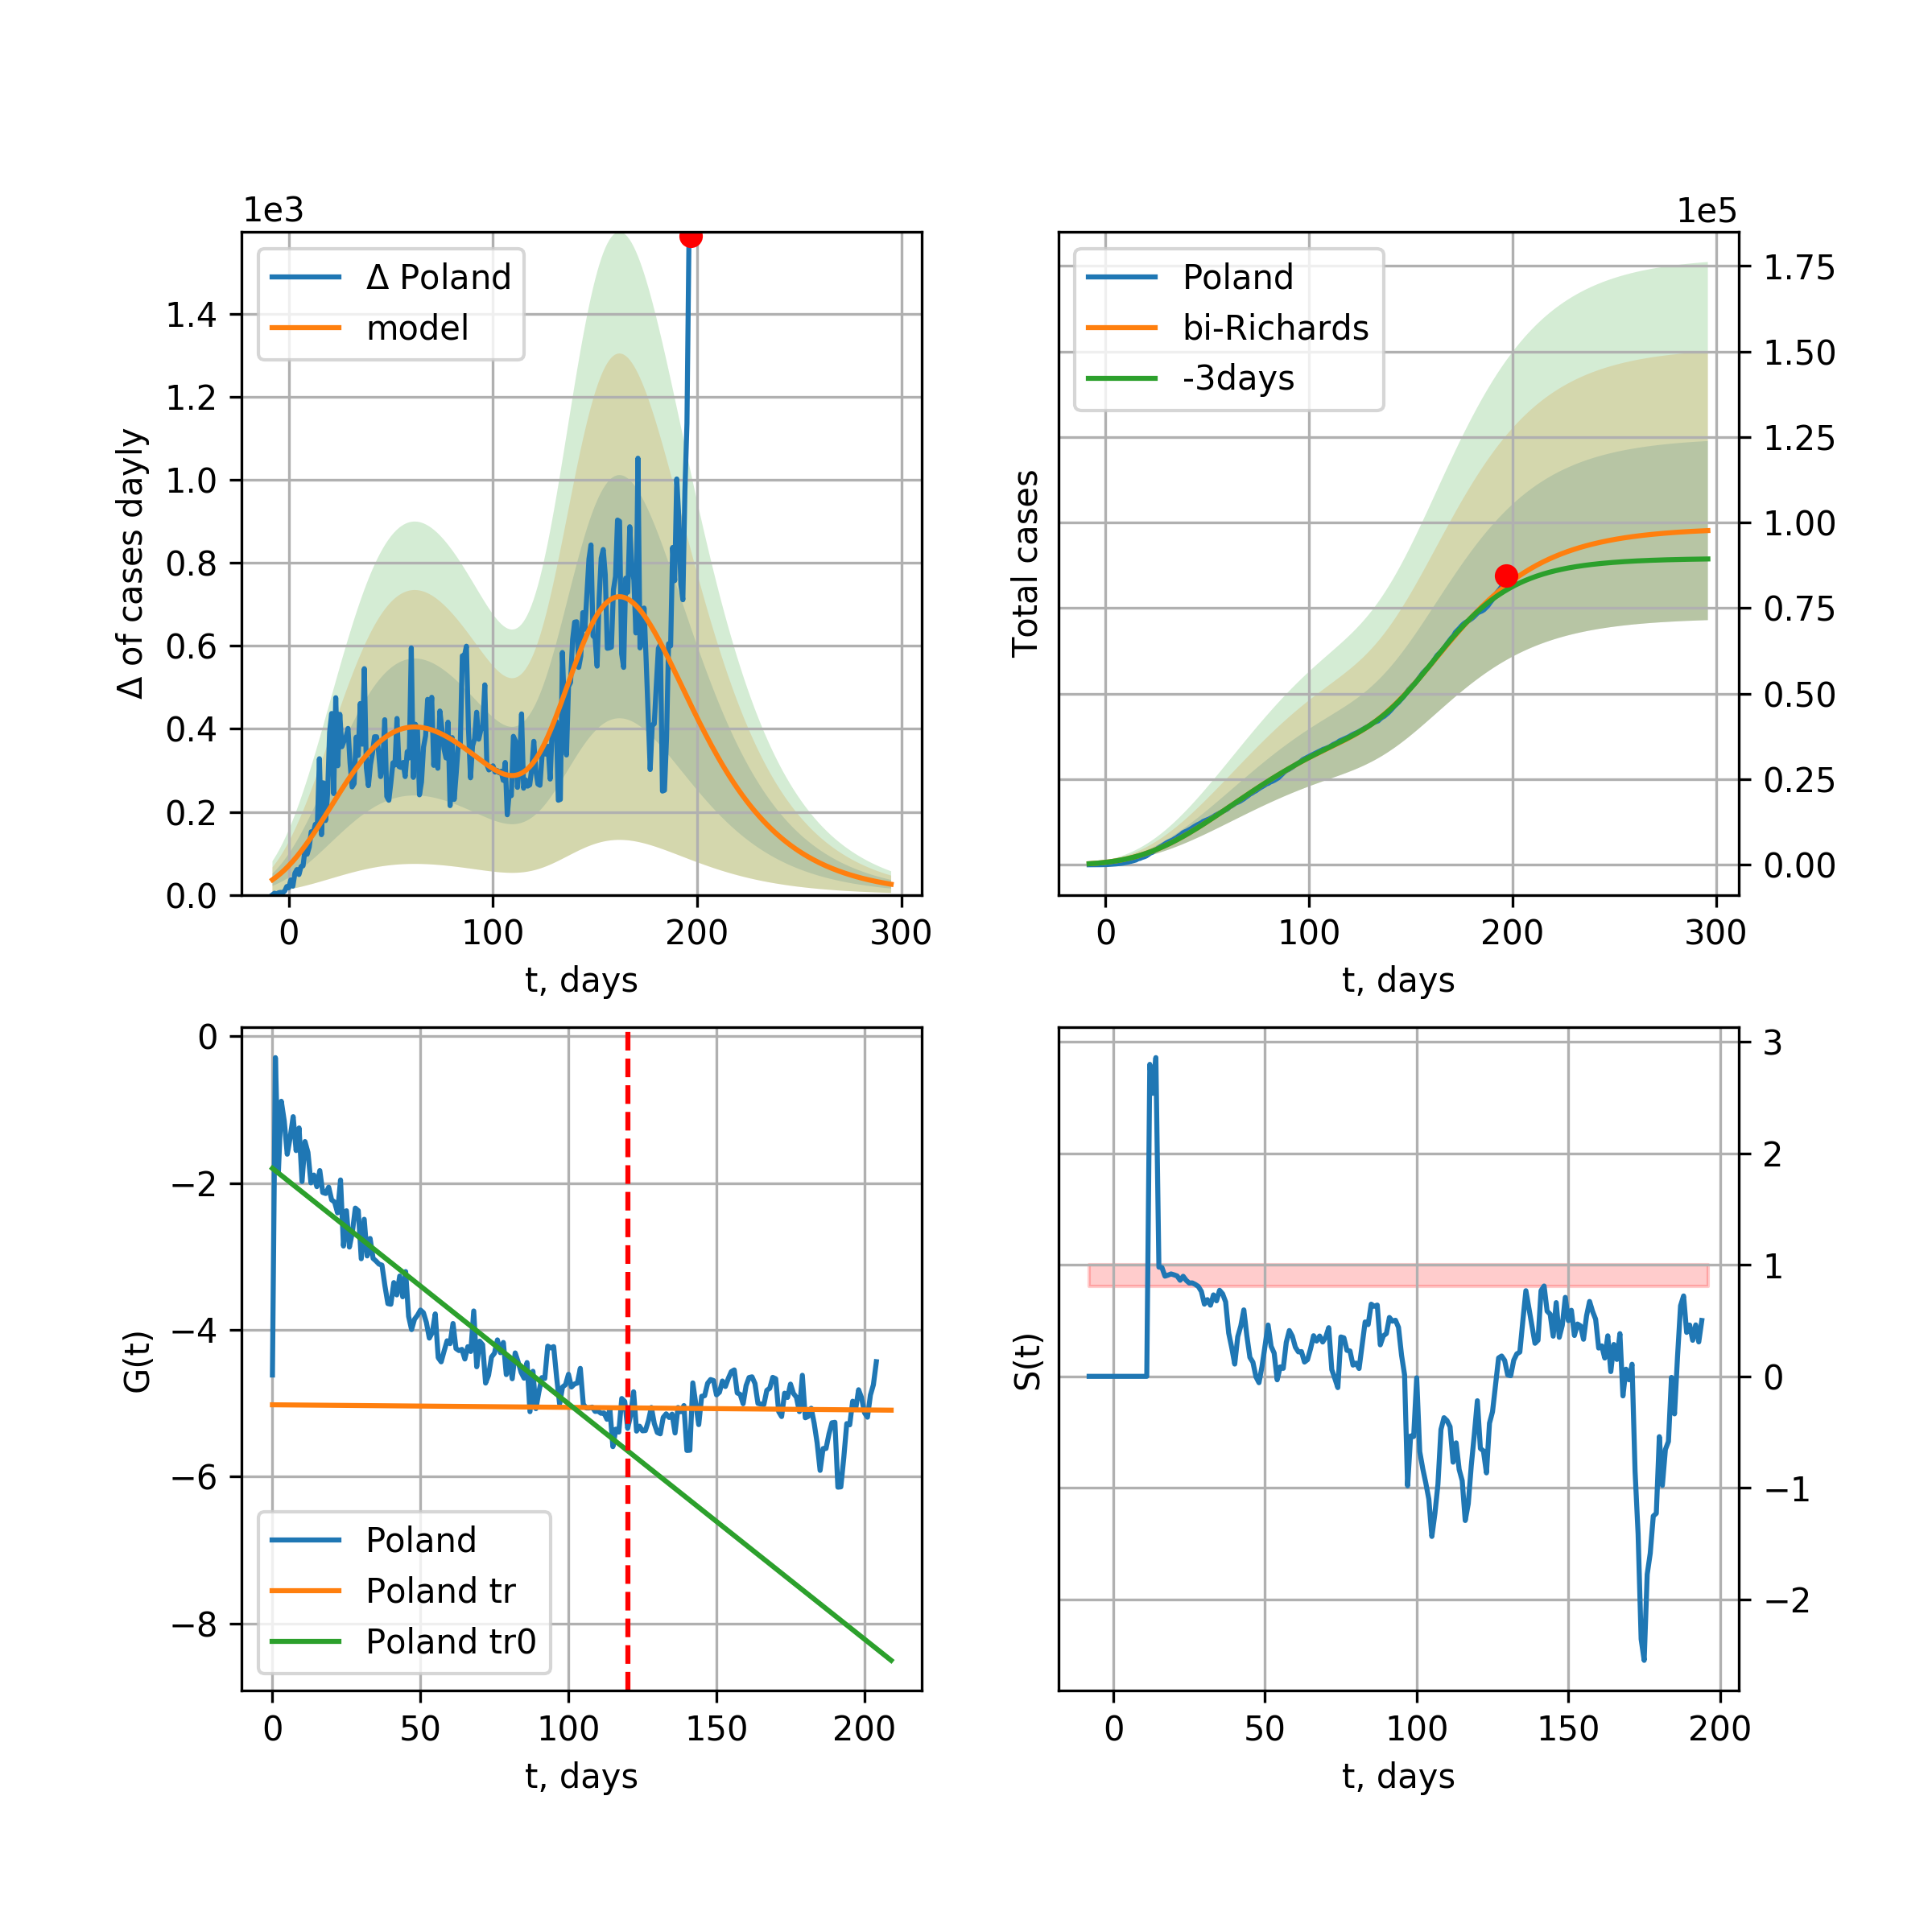 1e3
Δ Poland
model
1.4
1.2
1.0
0.8
0.6
0.4
0.2
0.0
Δ of cases dayly
0 100 200 300
t, days
1e5
Poland
bi-Richards
-3days
1.75
1.50
1.25
1.00
0.75
0.50
0.25
0.00
Total cases
0 100 200 300
t, days
0
−2
−4
−6
−8
G(t)
Poland
Poland tr
Poland tr0
0 50 100 150 200
t, days
3
2
1
0
−1
−2
S(t)
0 50 100 150 200
t, days